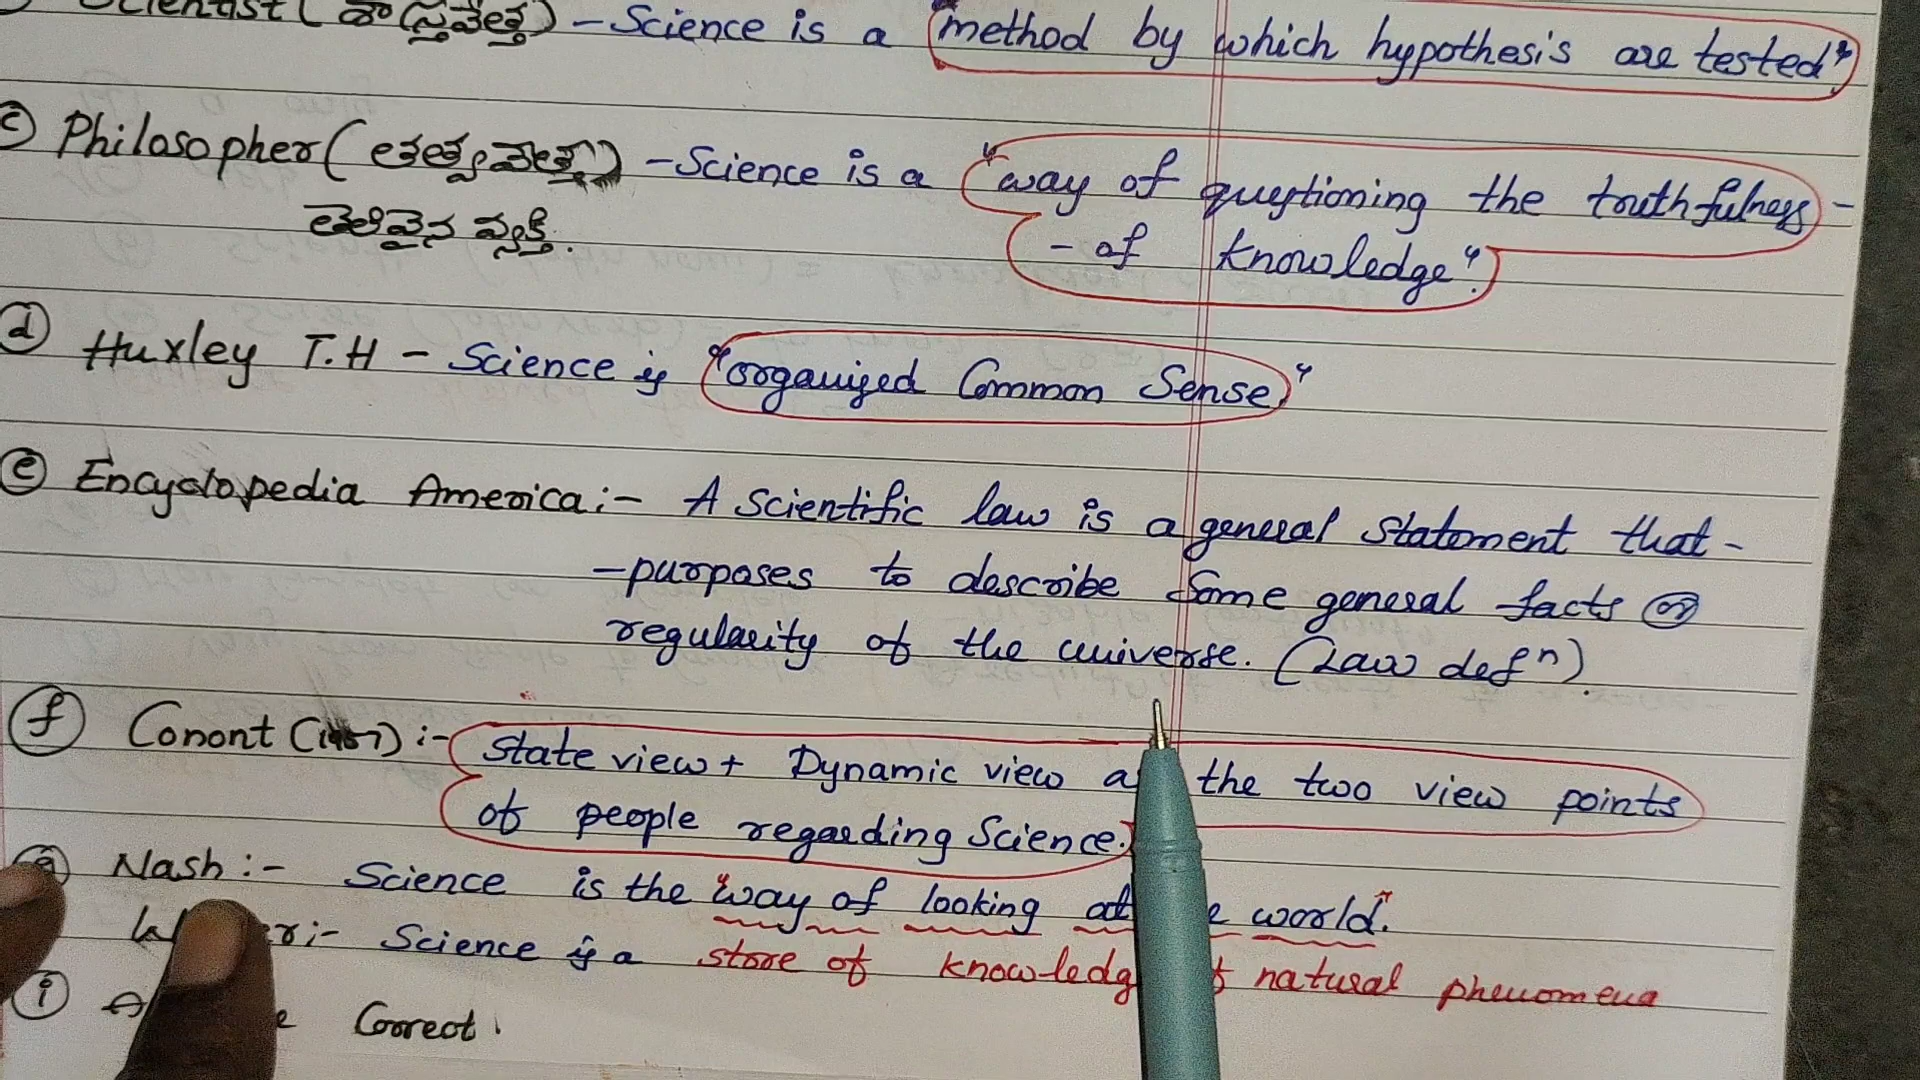 Scientist (శాస్త్రవేత్త) - Science is a "method by which hypothesis are tested"
c) Philosopher (తత్త్వవేత్త) - Science is a "way of questioning the truthfulness -
తెలివైన వ్యక్తి.
- of knowledge".
d) Huxley T.H - Science is "organized Common Sense"
e) Encyclopedia America :- A Scientific law is a general statement that -
- purposes to describe some general facts or
regularity of the universe. (Law defn).
f) Conont :- State view + Dynamic view the two view points
of people regarding Science.
Nash :- Science is the "way of looking at world".
:- Science is a store of knowledge natural phenomena
i) Correct.